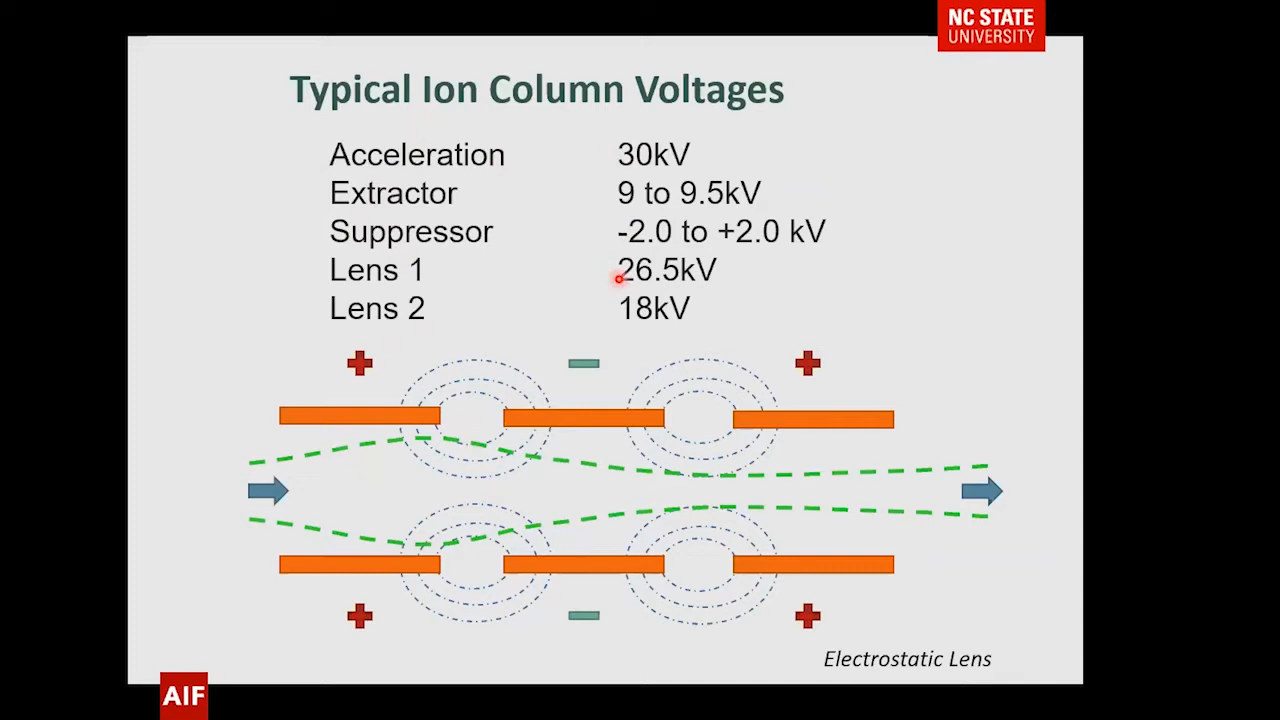 NC STATE
UNIVERSITY
Typical Ion Column Voltages
Acceleration 30kV
Extractor 9 to 9.5kV
Suppressor -2.0 to +2.0 kV
Lens 1 26.5kV
Lens 2 18kV
Electrostatic Lens
AIF